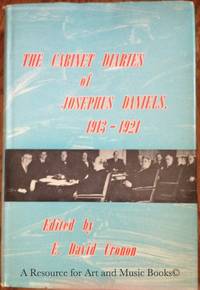 THE CABINET DIARIES
of
JOSEPHUS DANIELS,
1913-1921
Edited by
E. David Cronon
A Resource for Art and Music Books©